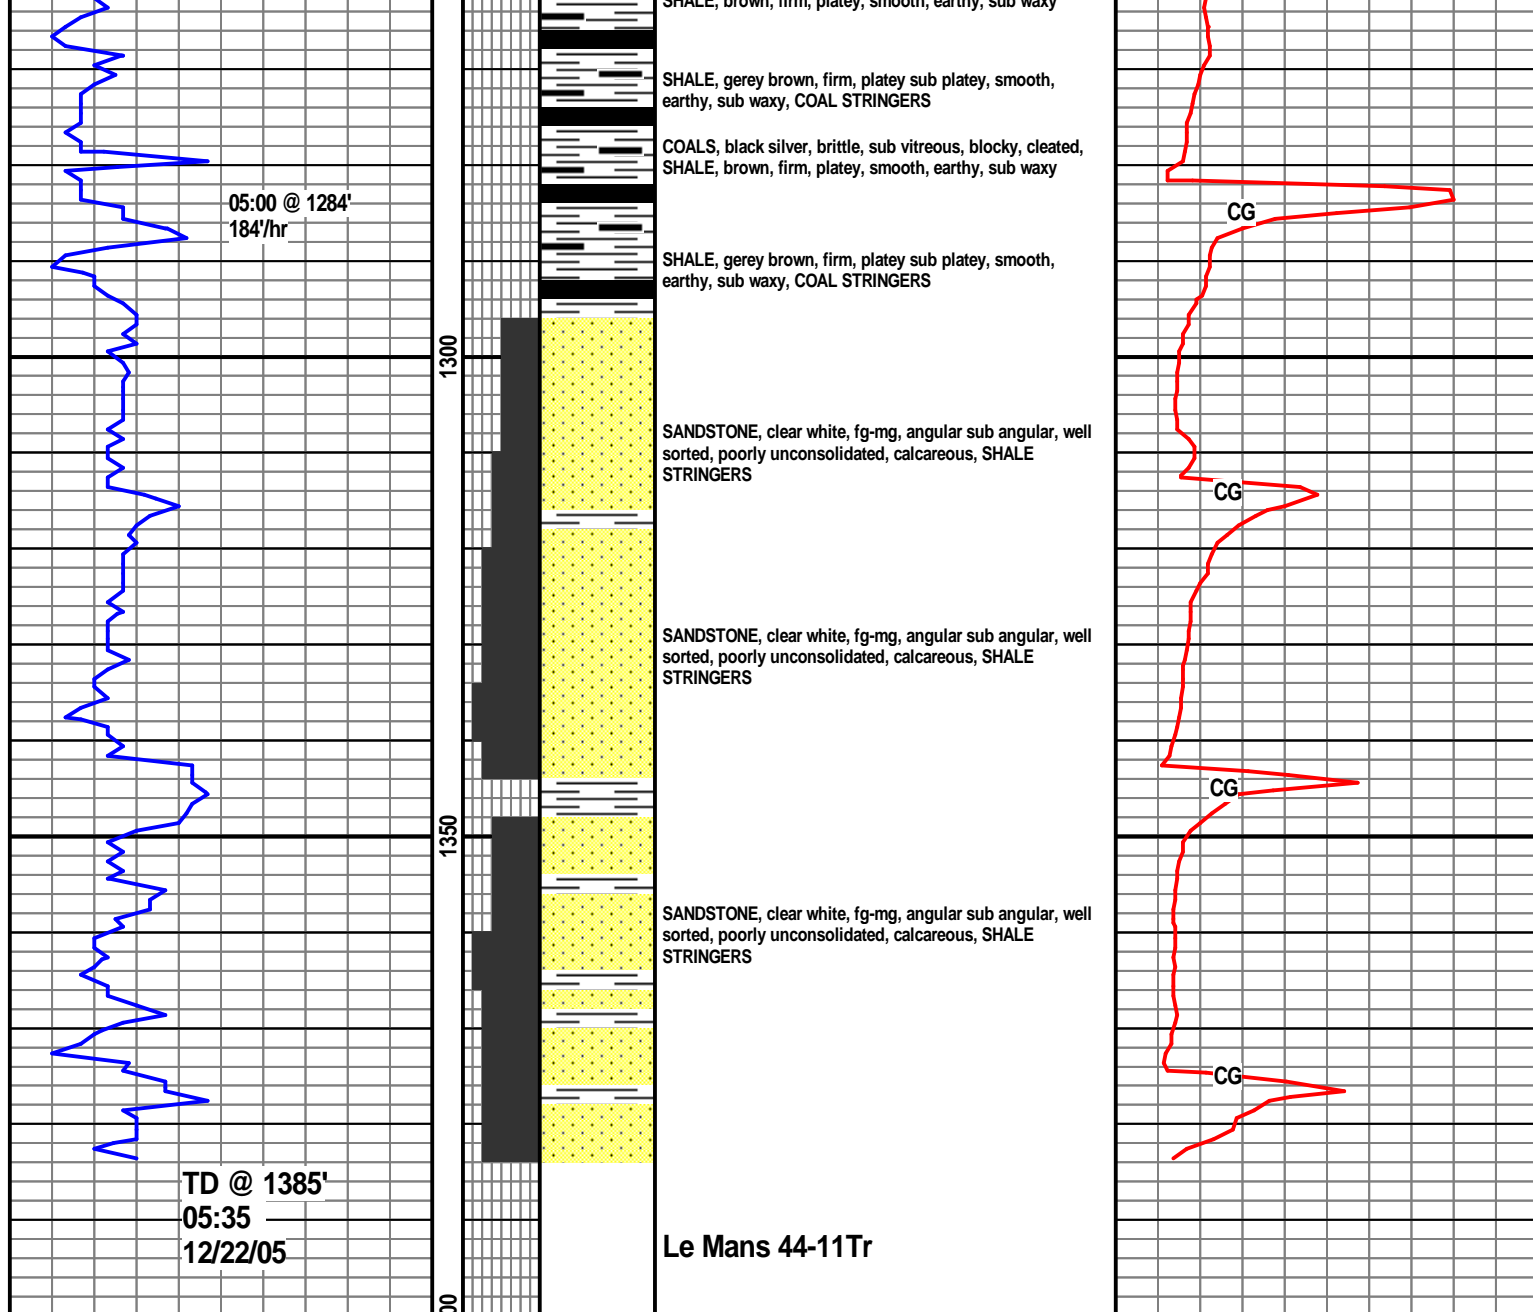 SHALE, brown, firm, platey, smooth, earthy, sub waxy
SHALE, gerey brown, firm, platey sub platey, smooth,
earthy, sub waxy, COAL STRINGERS
COALS, black silver, brittle, sub vitreous, blocky, cleated,
SHALE, brown, firm, platey, smooth, earthy, sub waxy
05:00 @ 1284'
184'/hr
CG
SHALE, gerey brown, firm, platey sub platey, smooth,
earthy, sub waxy, COAL STRINGERS
1300
SANDSTONE, clear white, fg-mg, angular sub angular, well
sorted, poorly unconsolidated, calcareous, SHALE
STRINGERS
CG
SANDSTONE, clear white, fg-mg, angular sub angular, well
sorted, poorly unconsolidated, calcareous, SHALE
STRINGERS
CG
1350
SANDSTONE, clear white, fg-mg, angular sub angular, well
sorted, poorly unconsolidated, calcareous, SHALE
STRINGERS
CG
TD @ 1385'
05:35
12/22/05
Le Mans 44-11Tr